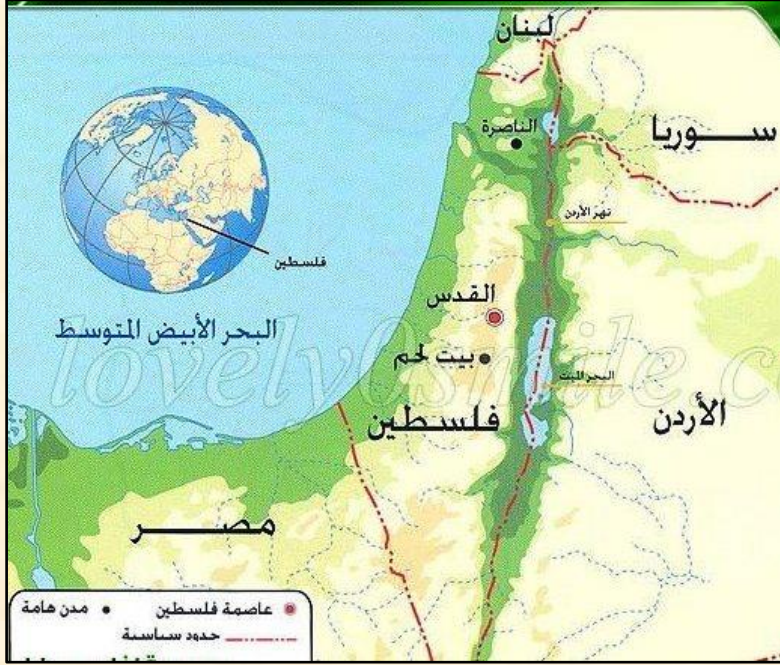 لبنان
سوريا
الناصرة
نهر الأردن
فلسطين
القدس
البحر الأبيض المتوسط
البحر الميت
بيت لحم
lovely0smile.c
فلسطين
الأردن
مصر
عاصمة فلسطين
مدن هامة
حدود سياسية